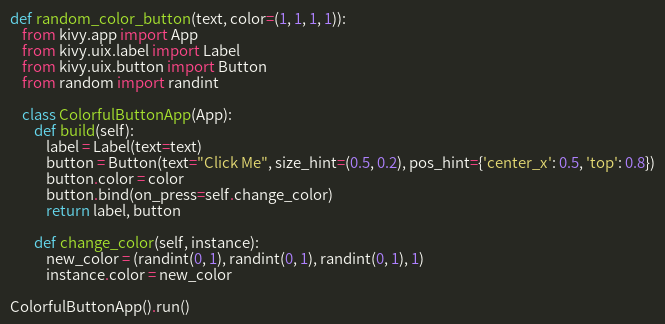 def random_color_button(text, color=(1, 1, 1, 1)):
    from kivy.app import App
    from kivy.uix.label import Label
    from kivy.uix.button import Button
    from random import randint

    class ColorfulButtonApp(App):
        def build(self):
            label = Label(text=text)
            button = Button(text="Click Me", size_hint=(0.5, 0.2), pos_hint={'center_x': 0.5, 'top': 0.8})
            button.color = color
            button.bind(on_press=self.change_color)
            return label, button

        def change_color(self, instance):
            new_color = (randint(0, 1), randint(0, 1), randint(0, 1), 1)
            instance.color = new_color

ColorfulButtonApp().run()